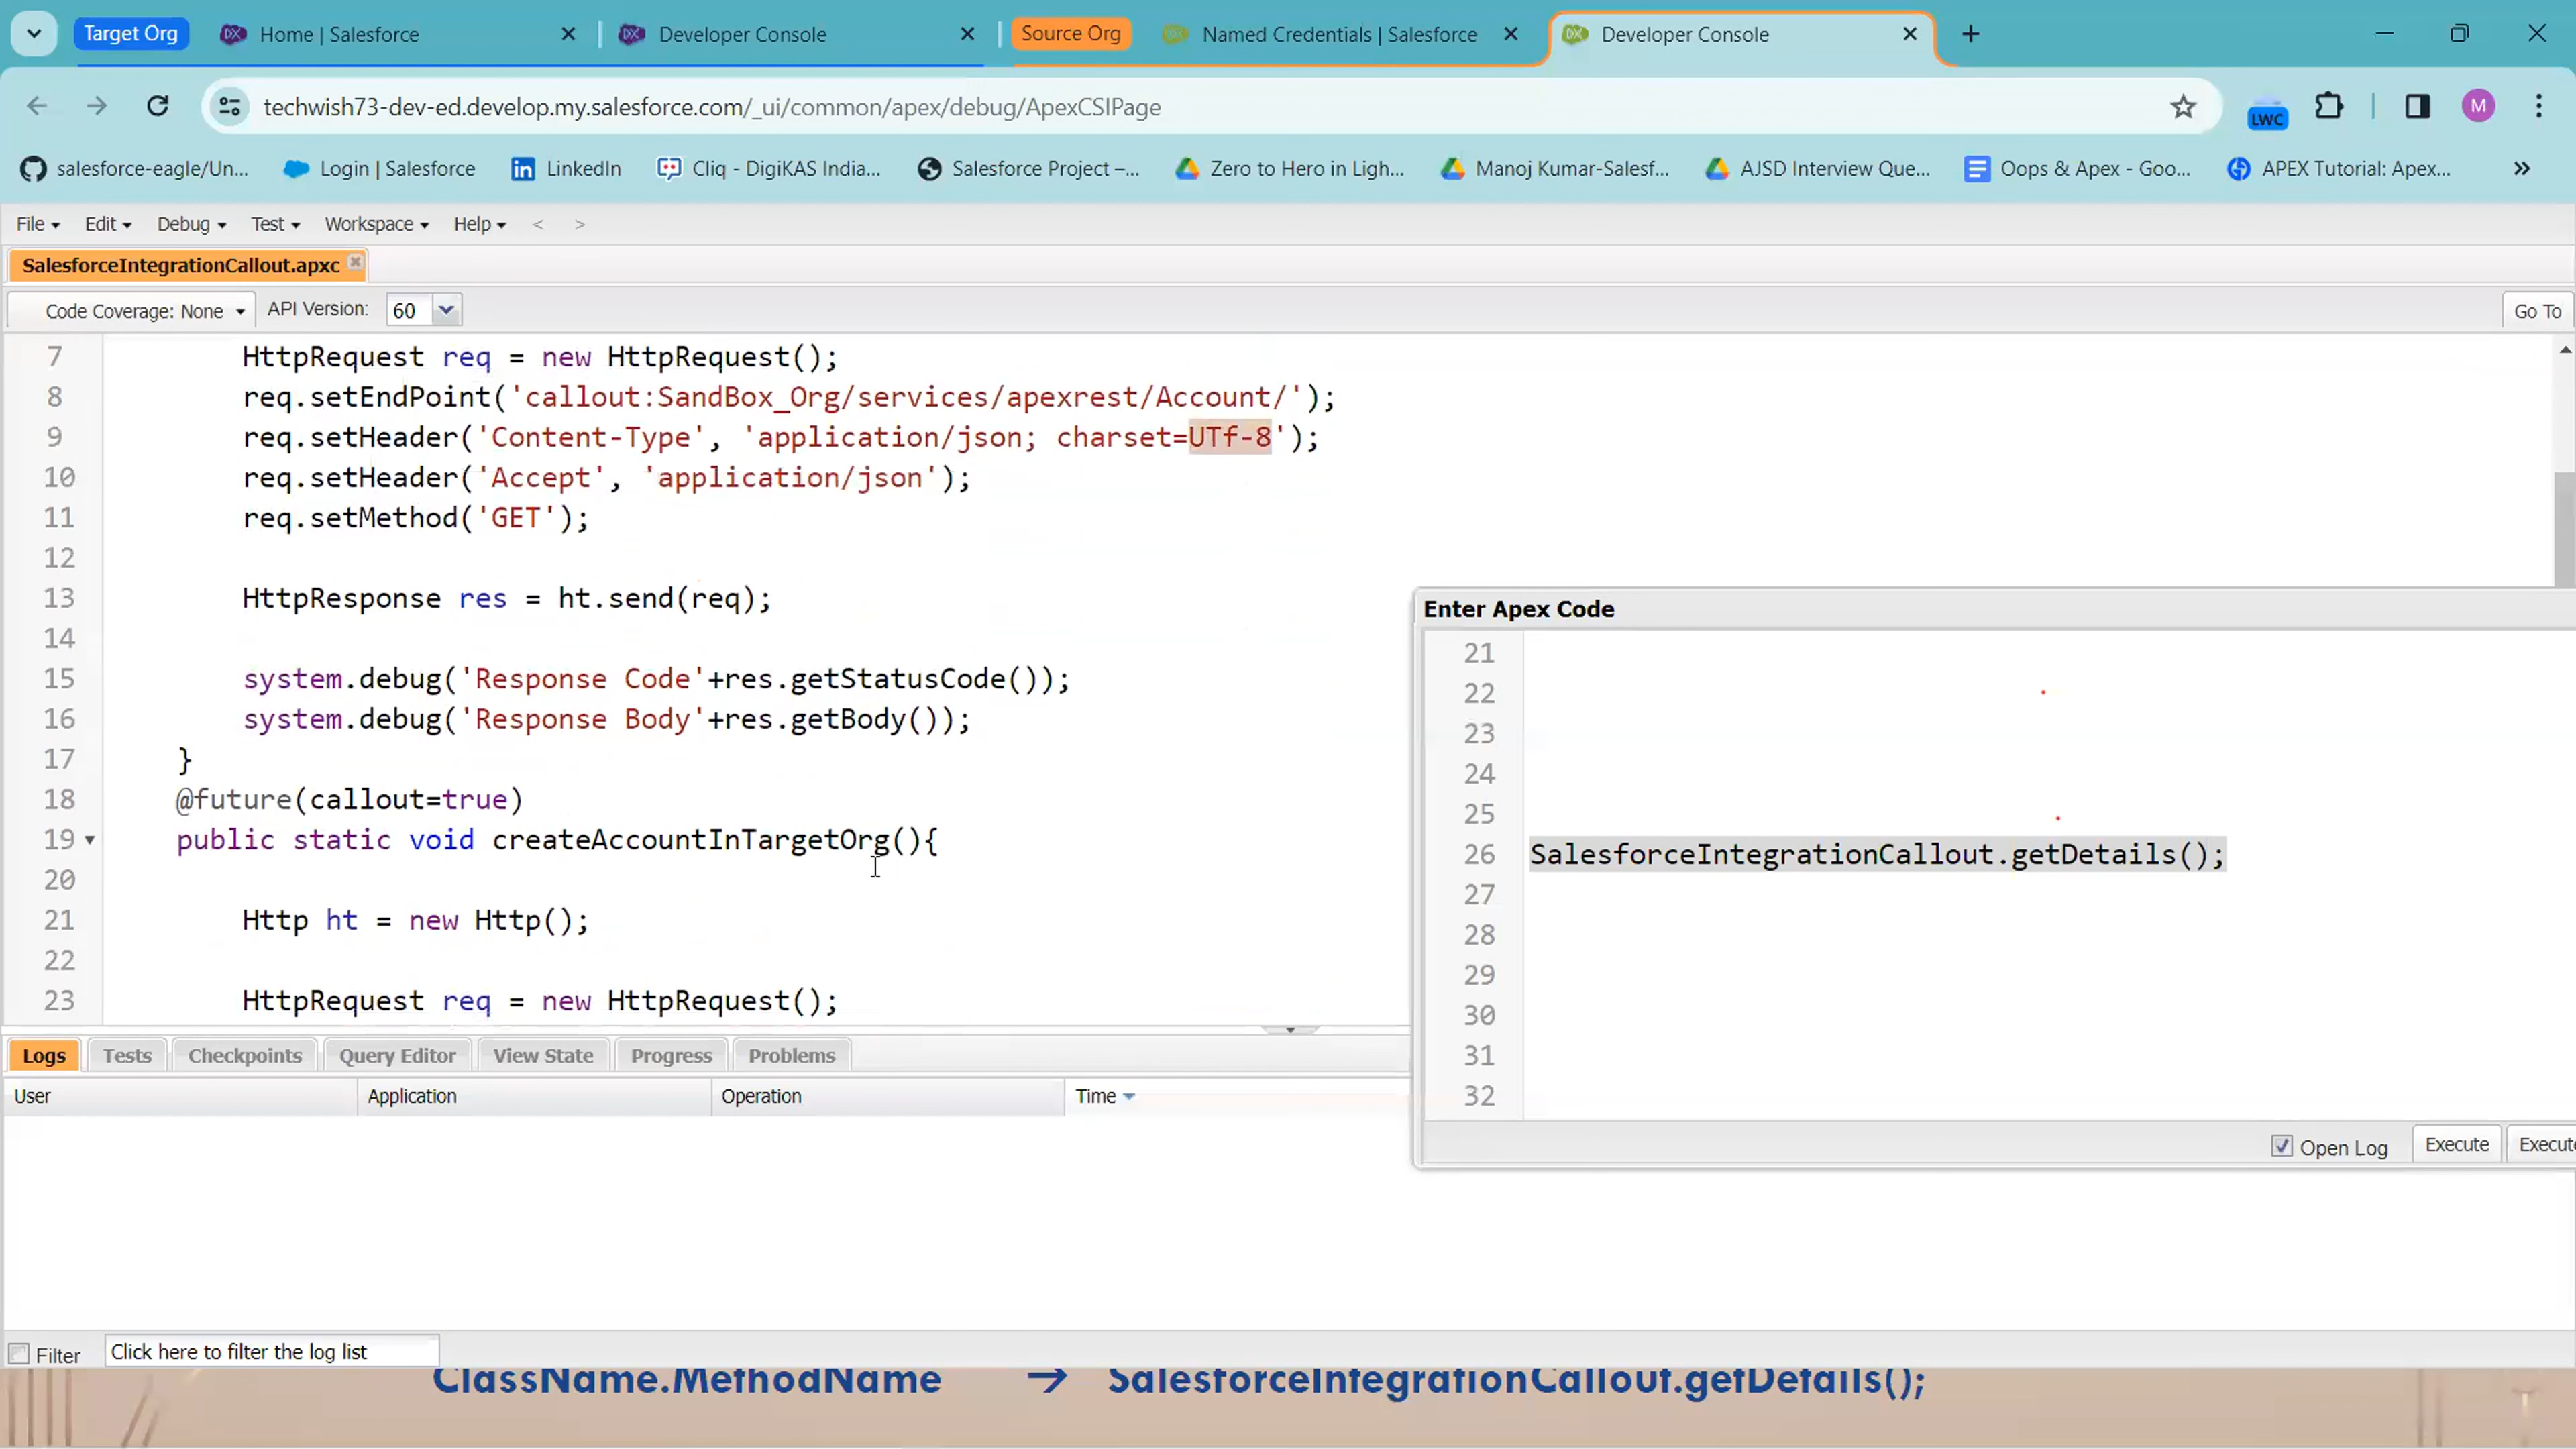 Target Org
Home | Salesforce
Developer Console
Source Org
Named Credentials | Salesforce
Developer Console
techwish73-dev-ed.develop.my.salesforce.com/_ui/common/apex/debug/ApexCSIPage
LWC
M
salesforce-eagle/Un...
Login | Salesforce
LinkedIn
Cliq - DigiKAS India...
Salesforce Project –...
Zero to Hero in Ligh...
Manoj Kumar-Salesf...
AJSD Interview Que...
Oops & Apex - Goo...
APEX Tutorial: Apex...
File
Edit
Debug
Test
Workspace
Help
<
>
SalesforceIntegrationCallout.apxc
Code Coverage: None
API Version:
60
Go To
7 HttpRequest req = new HttpRequest();
8 req.setEndPoint('callout:SandBox_Org/services/apexrest/Account/');
9 req.setHeader('Content-Type', 'application/json; charset=UTf-8');
10 req.setHeader('Accept', 'application/json');
11 req.setMethod('GET');
12
13 HttpResponse res = ht.send(req);
14
15 system.debug('Response Code'+res.getStatusCode());
16 system.debug('Response Body'+res.getBody());
17 }
18 @future(callout=true)
19 public static void createAccountInTargetOrg(){
20
21 Http ht = new Http();
22
23 HttpRequest req = new HttpRequest();
Enter Apex Code
21
22
23
24
25
26 SalesforceIntegrationCallout.getDetails();
27
28
29
30
31
32
Open Log
Execute
Execut
Logs
Tests
Checkpoints
Query Editor
View State
Progress
Problems
User
Application
Operation
Time
Filter
Click here to filter the log list
ClassName.MethodName → SalesforceIntegrationCallout.getDetails();